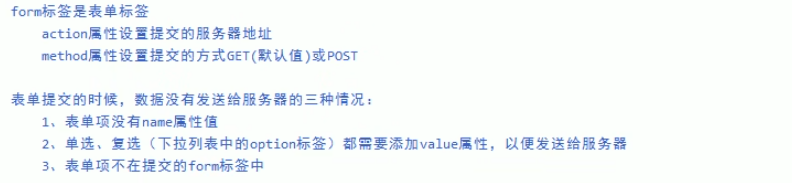 form标签是表单标签
action属性设置提交的服务器地址
method属性设置提交的方式GET(默认值)或POST
表单提交的时候，数据没有发送给服务器的三种情况：
1、表单项没有name属性值
2、单选、复选（下拉列表中的option标签）都需要添加value属性，以便发送给服务器
3、表单项不在提交的form标签中